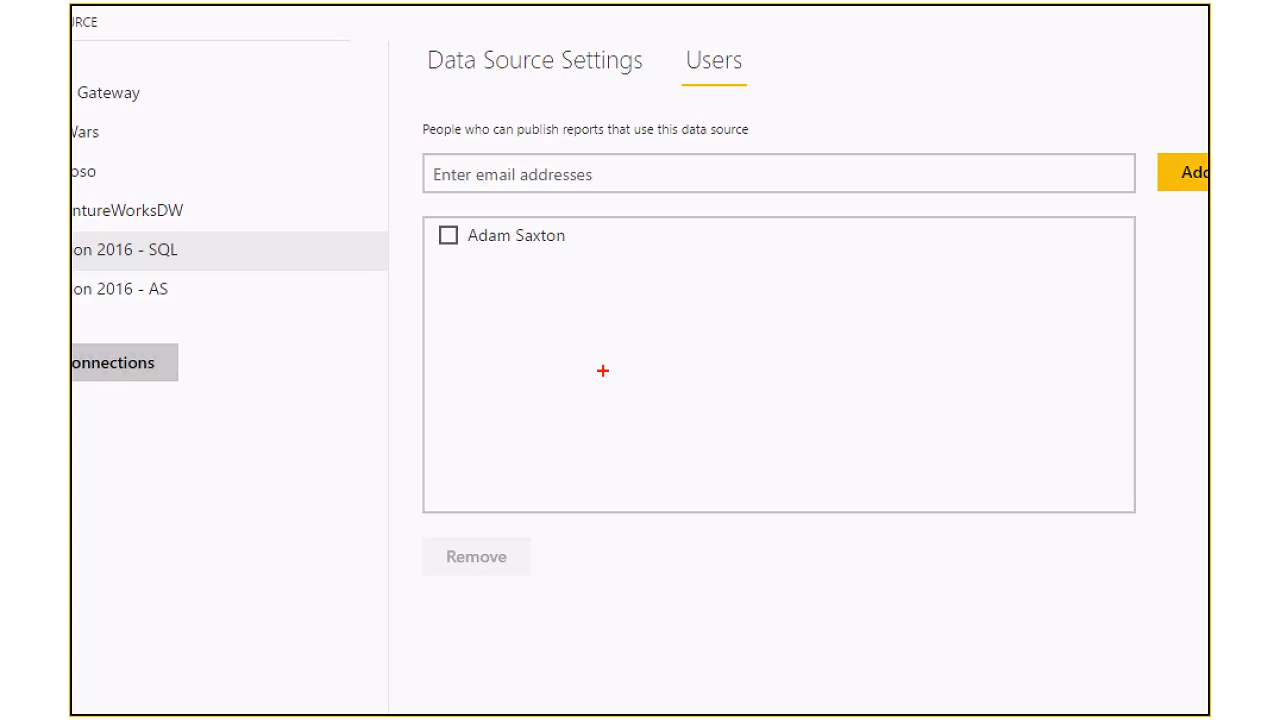 URCE
Gateway
Wars
oso
ntureWorksDW
on 2016 - SQL
on 2016 - AS
onnections
Data Source Settings
Users
People who can publish reports that use this data source
Enter email addresses
Add
Adam Saxton
Remove